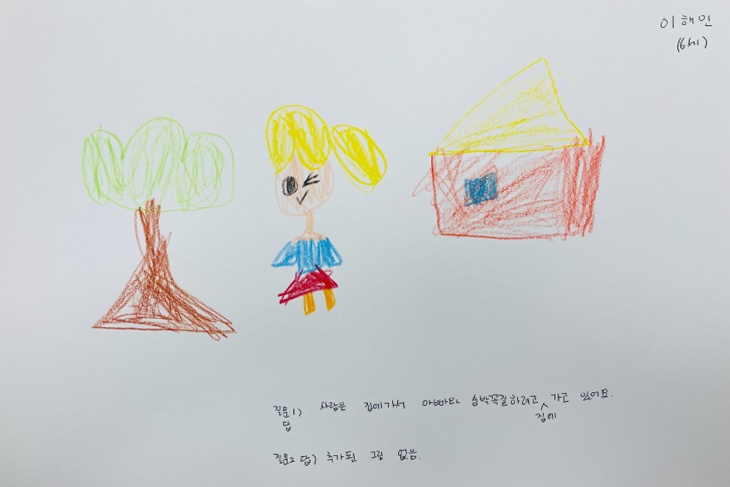 이해인
(6세)
질문1) 사람은 집에가서 아빠랑 숨박꼭질하려고 가고 있어요.
답 집에
질문2 답) 추가된 그림 없음.